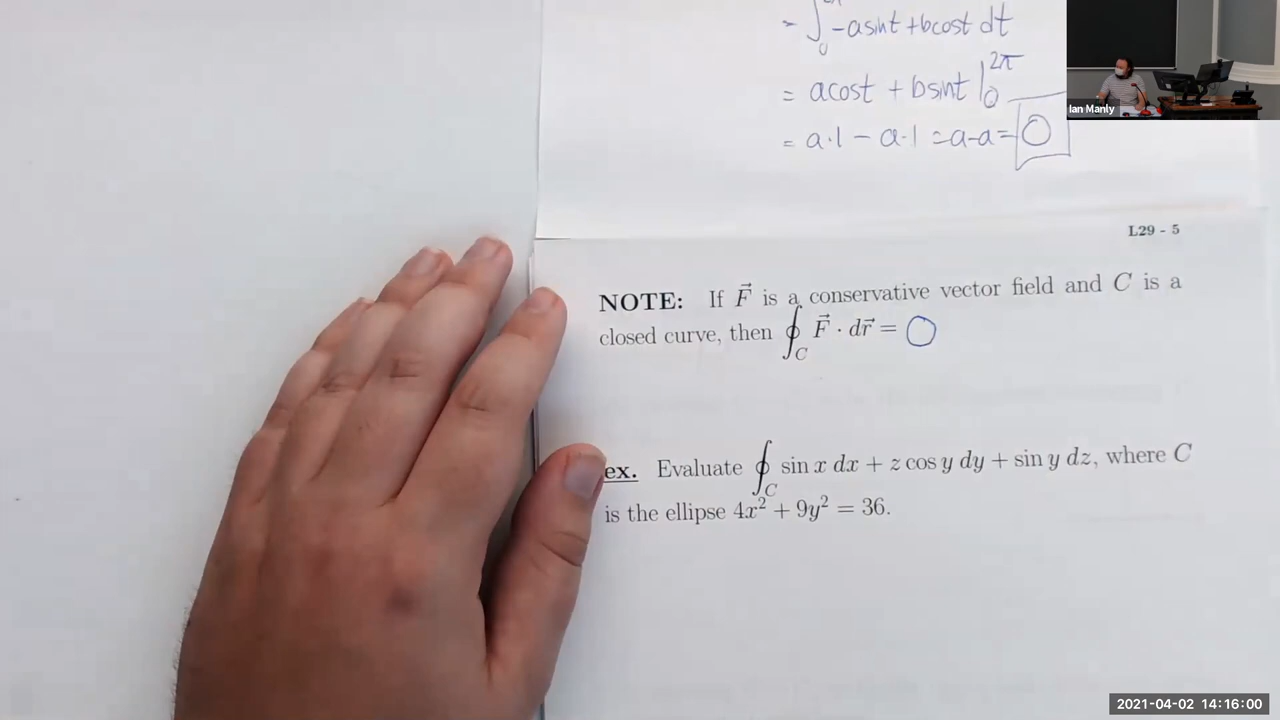 = ∫₀ -asint + bcost dt
= acost + bsint |₀^2π
= a·1 - a·1 = a-a = 0
Ian Manly
L29 - 5
NOTE: If F⃗ is a conservative vector field and C is a
closed curve, then ∮_C F⃗ · dr⃗ = 0
ex. Evaluate ∮_C sin x dx + z cos y dy + sin y dz, where C
is the ellipse 4x² + 9y² = 36.
2021-04-02 14:16:00